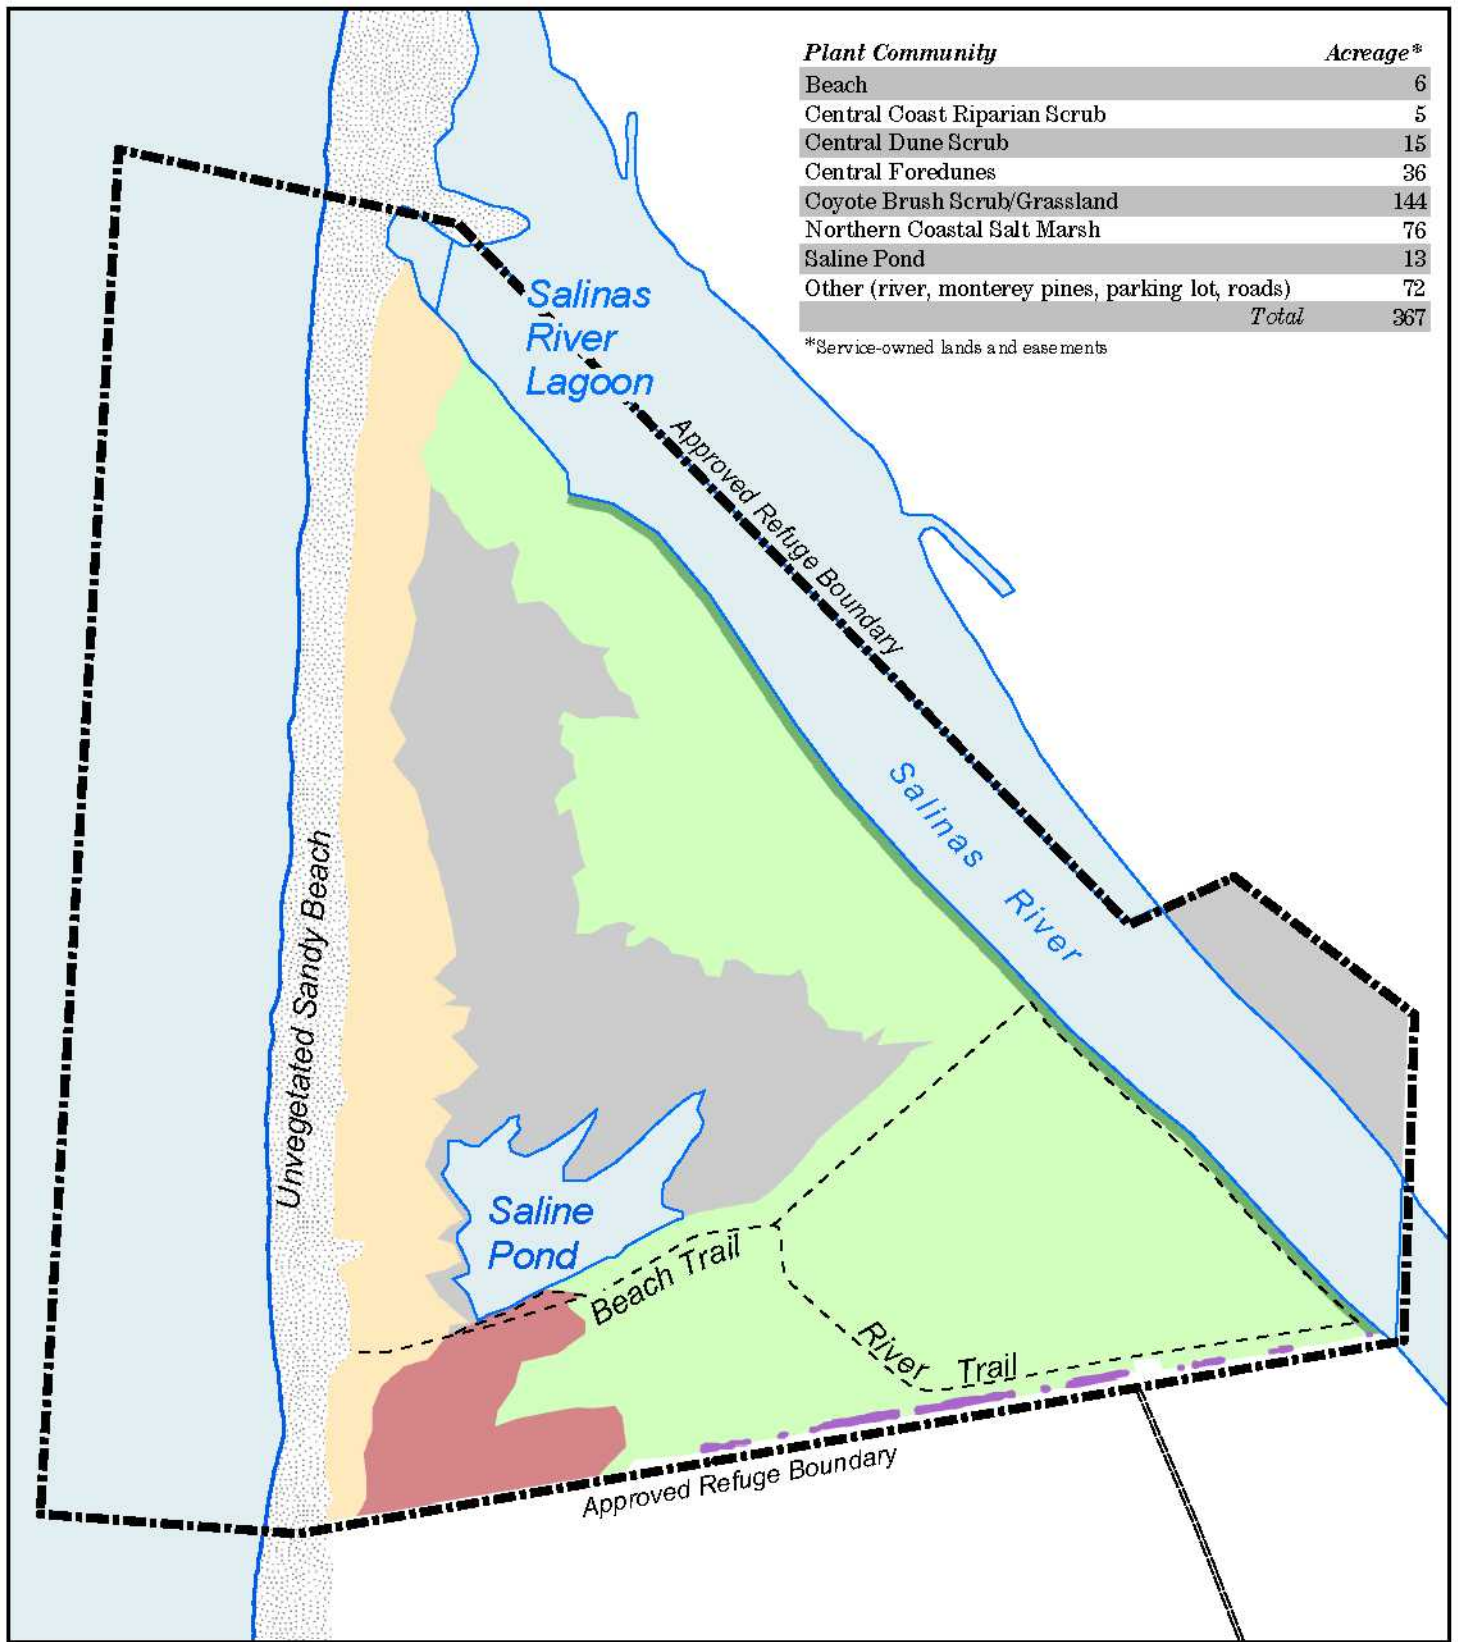 Plant Community Acreage*
Beach 6
Central Coast Riparian Scrub 5
Central Dune Scrub 15
Central Foredunes 36
Coyote Brush Scrub/Grassland 144
Northern Coastal Salt Marsh 76
Saline Pond 13
Other (river, monterey pines, parking lot, roads) 72
Total 367
*Service-owned lands and easements
Salinas
River
Lagoon
Approved Refuge Boundary
Salinas River
Unvegetated Sandy Beach
Saline
Pond
Beach Trail
River Trail
Approved Refuge Boundary